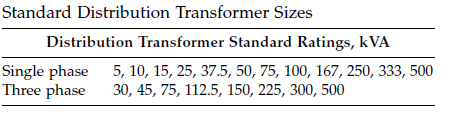 Standard Distribution Transformer Sizes
Distribution Transformer Standard Ratings, kVA
Single phase 5, 10, 15, 25, 37.5, 50, 75, 100, 167, 250, 333, 500
Three phase 30, 45, 75, 112.5, 150, 225, 300, 500